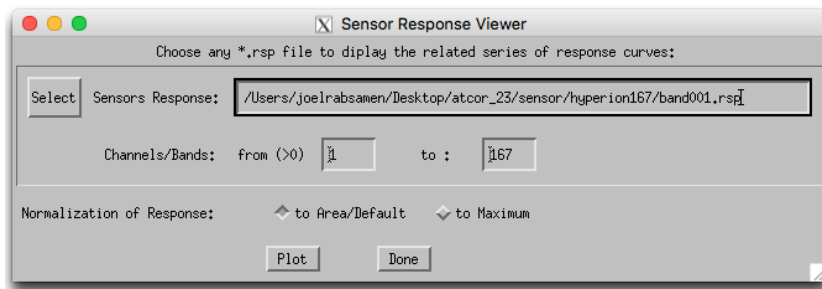 Sensor Response Viewer
Choose any *.rsp file to diplay the related series of response curves:
Select Sensors Response: /Users/joelrabsamen/Desktop/atcor_23/sensor/hyperion167/band001.rsp
Channels/Bands: from (>0) 1 to : 167
Normalization of Response: to Area/Default to Maximum
Plot Done